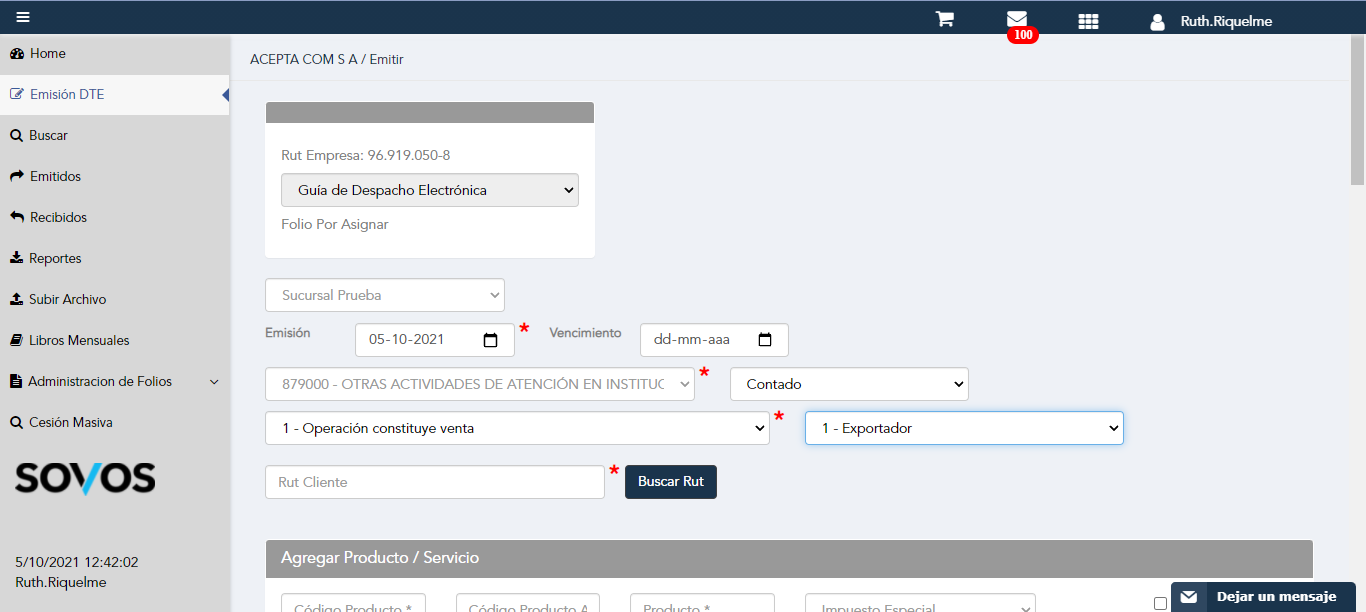 Ruth.Riquelme
100
Home
Emisión DTE
Buscar
Emitidos
Recibidos
Reportes
Subir Archivo
Libros Mensuales
Administracion de Folios
Cesión Masiva
SOVOS
5/10/2021 12:42:02
Ruth.Riquelme
ACEPTA COM S A / Emitir
Rut Empresa: 96.919.050-8
Guía de Despacho Electrónica
Folio Por Asignar
Sucursal Prueba
Emisión 05-10-2021 * Vencimiento dd-mm-aaa
879000 - OTRAS ACTIVIDADES DE ATENCIÓN EN INSTITUC * Contado
1 - Operación constituye venta * 1 - Exportador
Rut Cliente * Buscar Rut
Agregar Producto / Servicio
Código Producto * Código Producto A Producto * Impuesto Especial
Dejar un mensaje